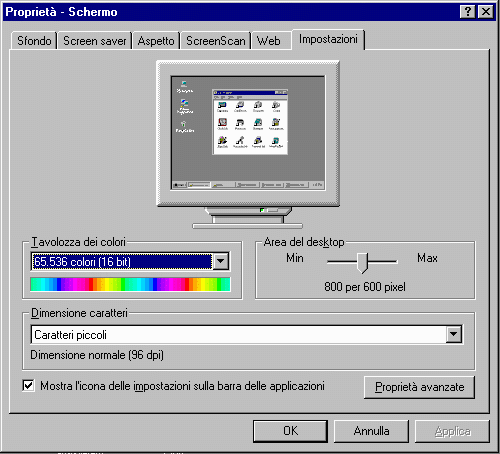 Proprietà - Schermo
Sfondo Screen saver Aspetto ScreenScan Web Impostazioni
Tavolozza dei colori
65.536 colori (16 bit)
Area del desktop
Min Max
800 per 600 pixel
Dimensione caratteri
Caratteri piccoli
Dimensione normale (96 dpi)
Mostra l'icona delle impostazioni sulla barra delle applicazioni
Proprietà avanzate
OK Annulla Applica